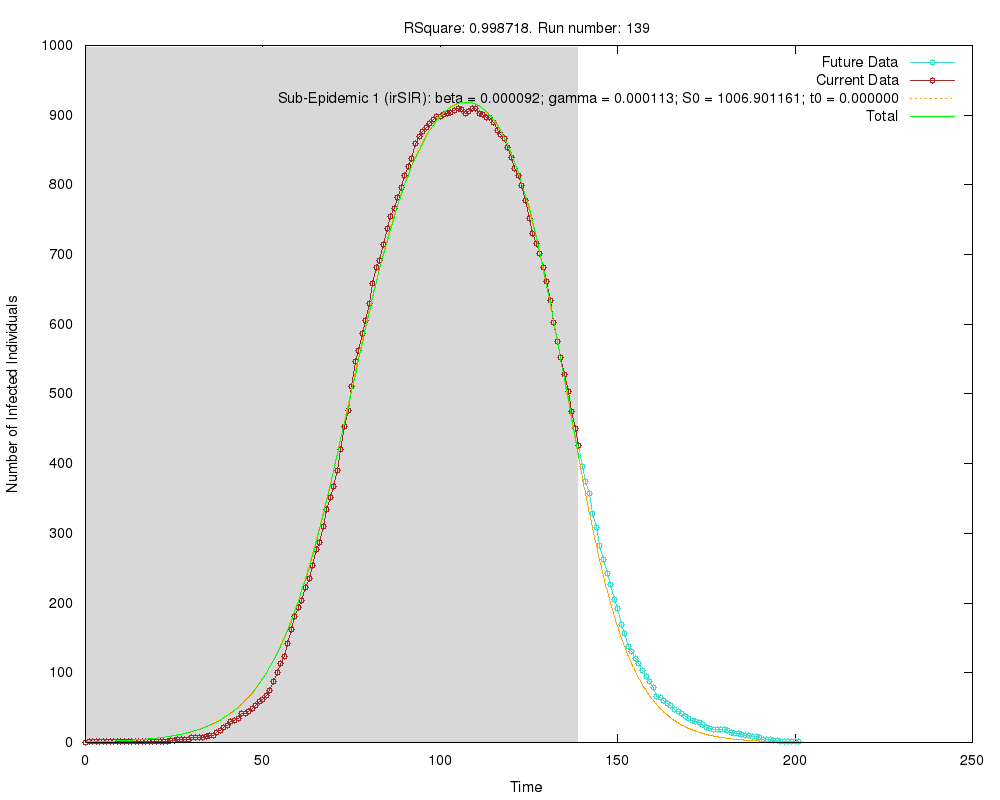 RSquare: 0.998718. Run number: 139
Future Data
Current Data
Sub-Epidemic 1 (irSIR): beta = 0.000092; gamma = 0.000113; S0 = 1006.901161; t0 = 0.000000
Total
1000
900
800
700
600
500
400
300
200
100
0
Number of Infected Individuals
0 50 100 150 200 250
Time